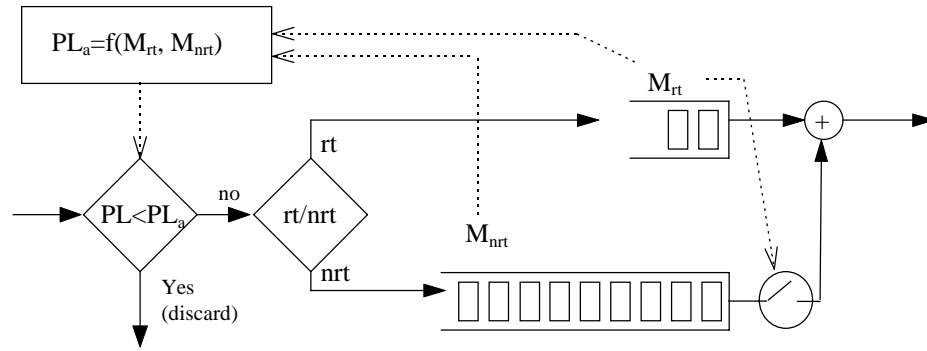 PLa=f(Mrt, Mnrt)
Mrt
rt
+
no
PL<PLa
rt/nrt
Mnrt
nrt
Yes
(discard)